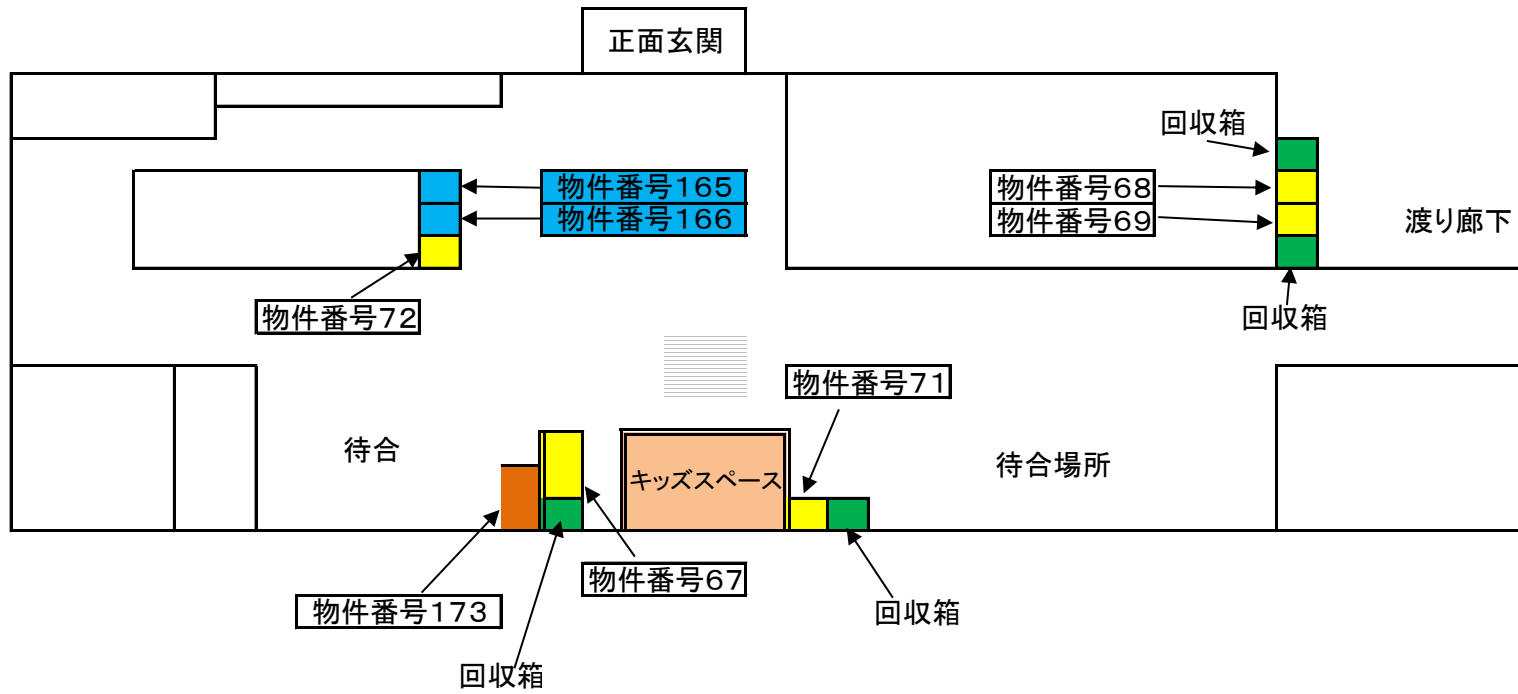 正面玄関
回収箱
物件番号165
物件番号68
物件番号166
物件番号69
渡り廊下
物件番号72
回収箱
物件番号71
待合
キッズスペース
待合場所
物件番号67
物件番号173
回収箱
回収箱